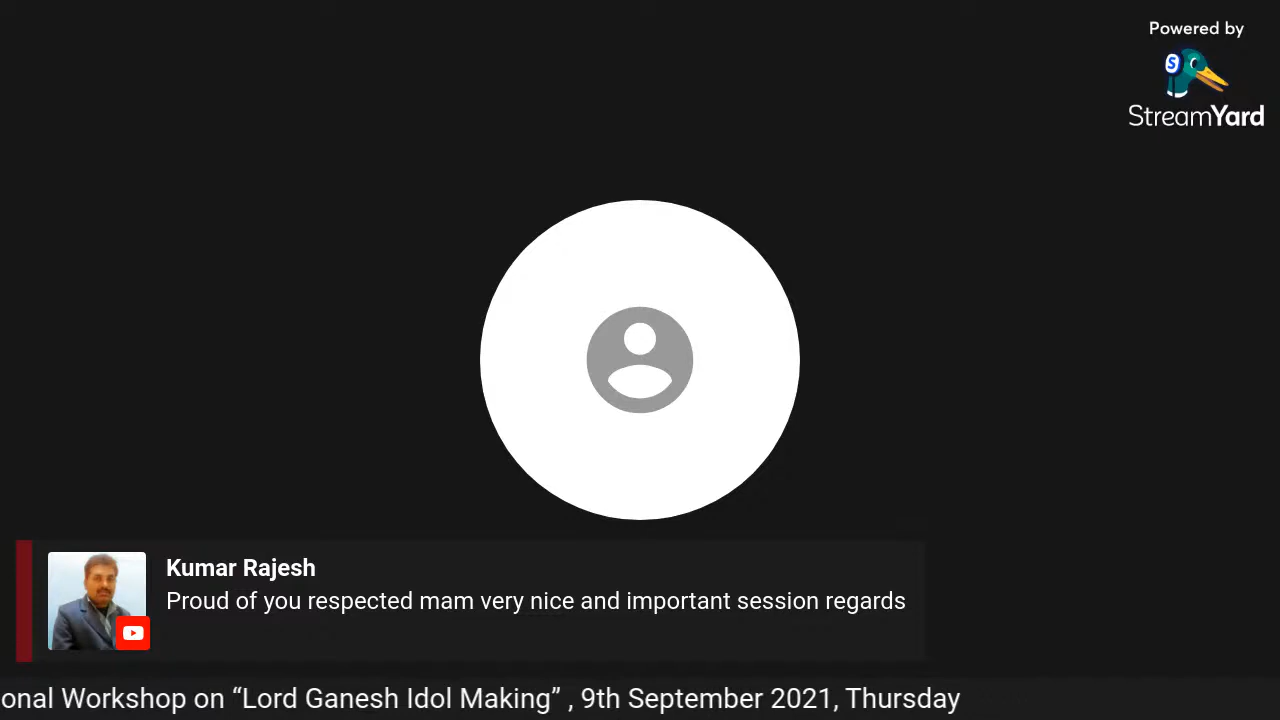 Powered by
S
StreamYard
Kumar Rajesh
Proud of you respected mam very nice and important session regards
onal Workshop on “Lord Ganesh Idol Making” , 9th September 2021, Thursday